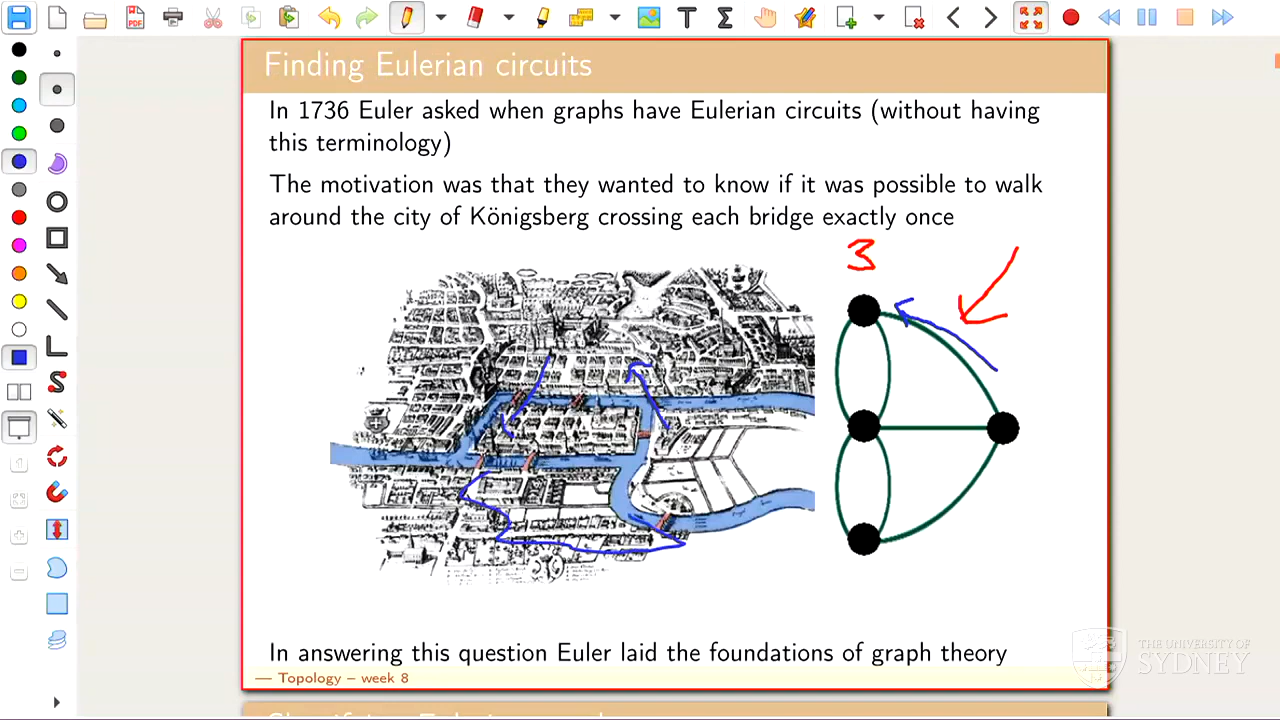 Finding Eulerian circuits
In 1736 Euler asked when graphs have Eulerian circuits (without having
this terminology)
The motivation was that they wanted to know if it was possible to walk
around the city of Königsberg crossing each bridge exactly once
3
In answering this question Euler laid the foundations of graph theory
— Topology – week 8
THE UNIVERSITY OF
SYDNEY